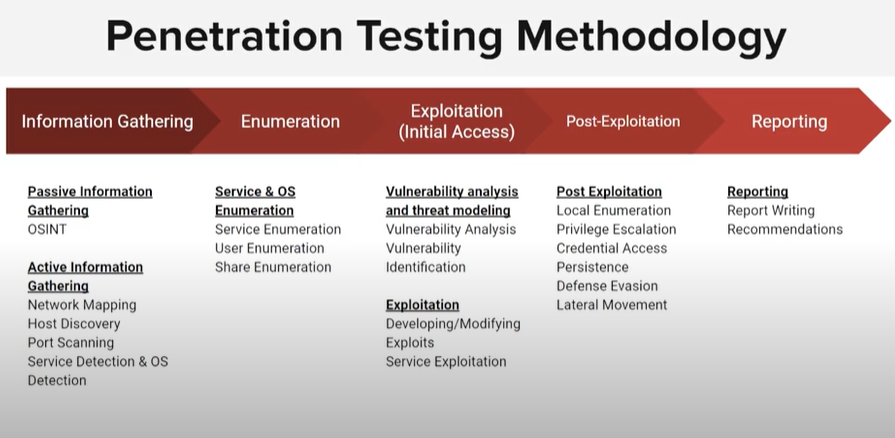 Penetration Testing Methodology
Information Gathering
Enumeration
Exploitation
(Initial Access)
Post-Exploitation
Reporting
Passive Information
Gathering
OSINT
Active Information
Gathering
Network Mapping
Host Discovery
Port Scanning
Service Detection & OS
Detection
Service & OS
Enumeration
Service Enumeration
User Enumeration
Share Enumeration
Vulnerability analysis
and threat modeling
Vulnerability Analysis
Vulnerability
Identification
Exploitation
Developing/Modifying
Exploits
Service Exploitation
Post Exploitation
Local Enumeration
Privilege Escalation
Credential Access
Persistence
Defense Evasion
Lateral Movement
Reporting
Report Writing
Recommendations